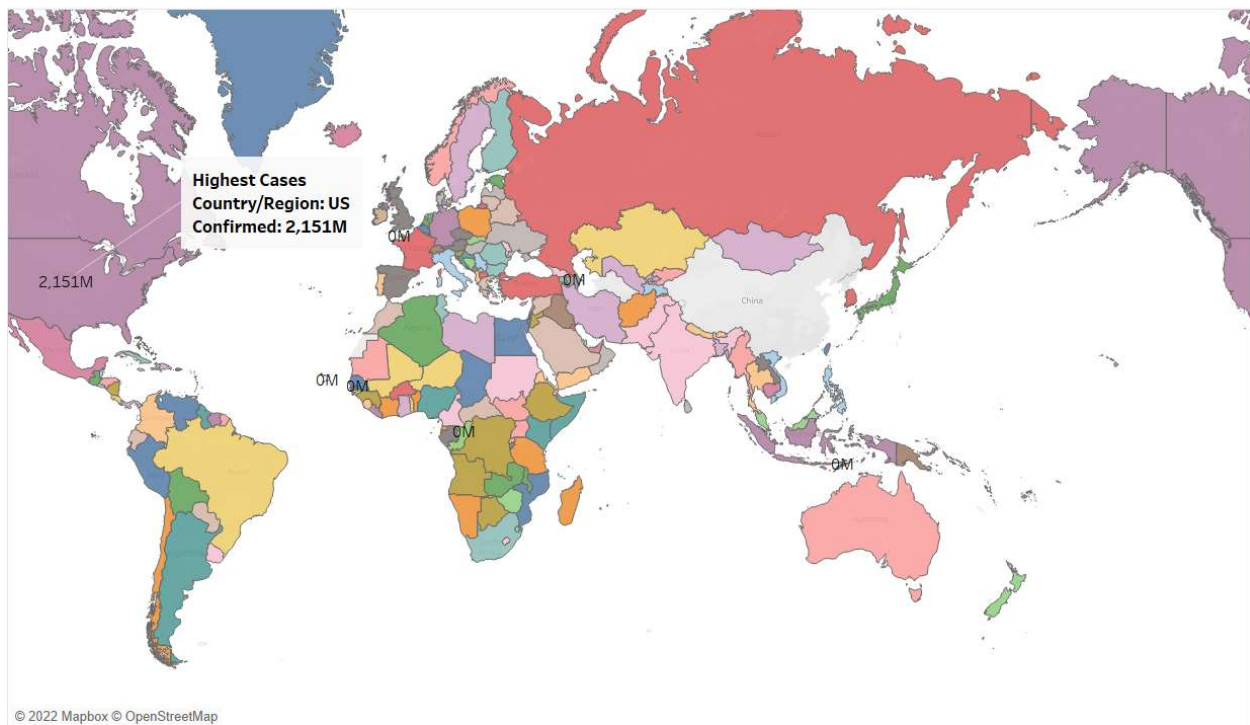 Highest Cases
Country/Region: US
Confirmed: 2,151M
0M
2,151M
0M
China
0M
0M
0M
0M
© 2022 Mapbox © OpenStreetMap